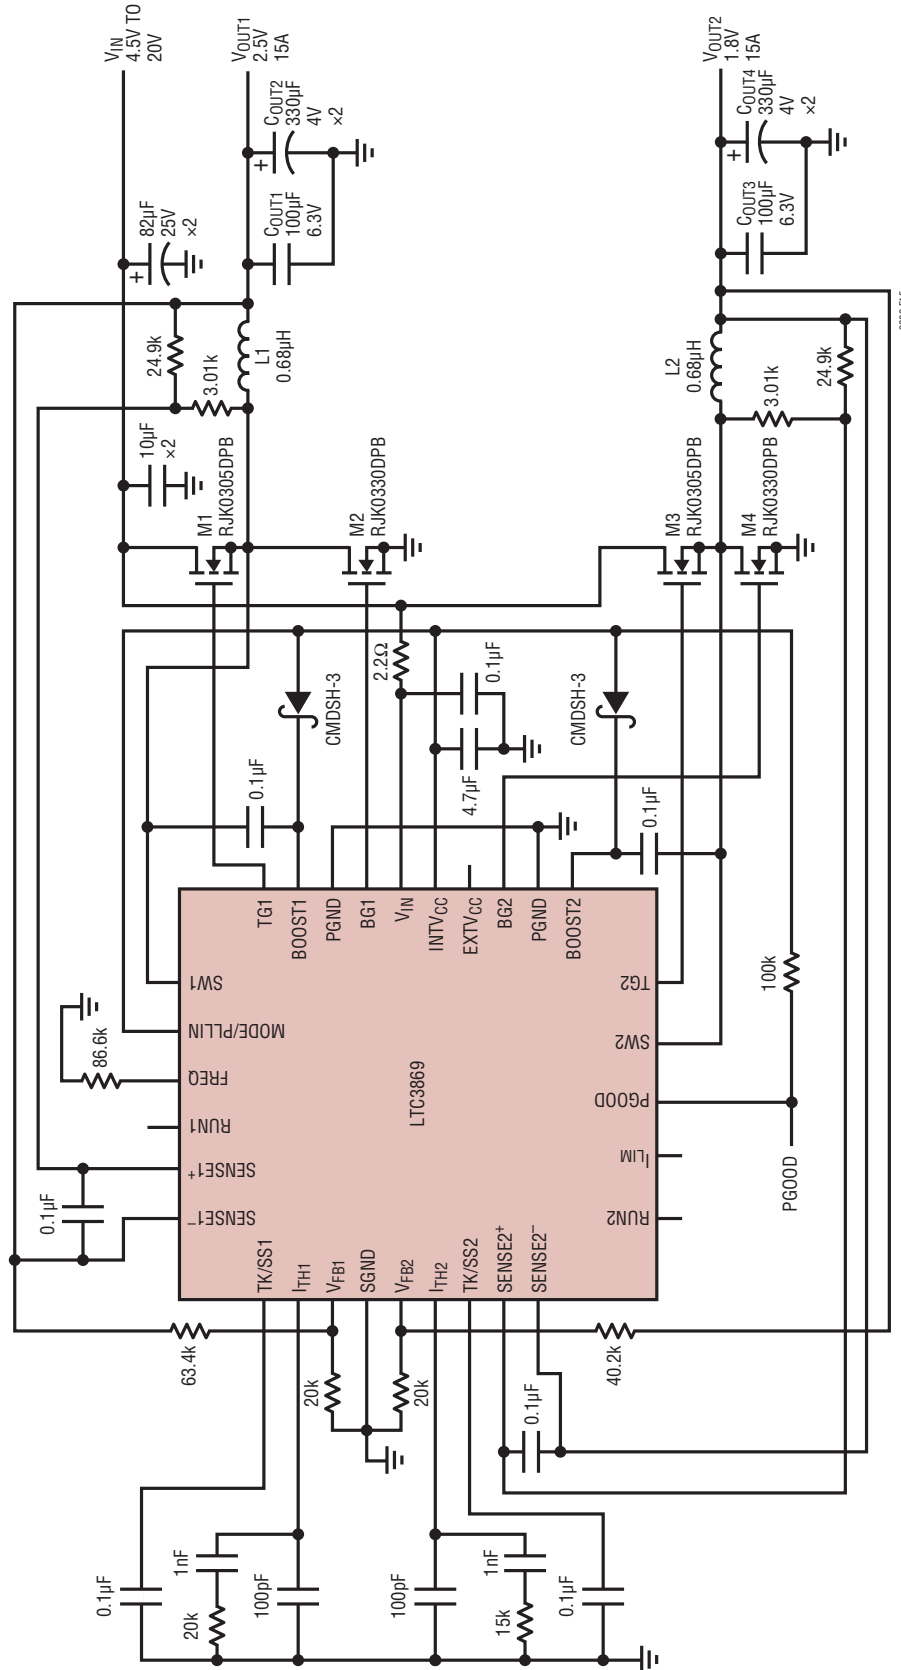 VIN
4.5V TO
20V
VOUT1
2.5V
15A
VOUT2
1.8V
15A
COUT2
330µF
4V
×2
COUT4
330µF
4V
×2
82µF
25V
×2
COUT1
100µF
6.3V
COUT3
100µF
6.3V
24.9k
L1
0.68µH
3.01k
L2
0.68µH
24.9k
3.01k
10µF
×2
M1
RJK0305DPB
M2
RJK0330DPB
M3
RJK0305DPB
M4
RJK0330DPB
2.2Ω
0.1µF
CMDSH-3
CMDSH-3
4.7µF
0.1µF
0.1µF
TG1
BOOST1
PGND
BG1
VIN
INTVCC
EXTVCC
BG2
PGND
BOOST2
SW1
MODE/PLLIN
FREQ
RUN1
SENSE1+
SENSE1–
LTC3869
TG2
SW2
PGOOD
ILIM
RUN2
100k
PGOOD
86.6k
0.1µF
TK/SS1
ITH1
VFB1
SGND
VFB2
ITH2
TK/SS2
SENSE2+
SENSE2–
63.4k
20k
20k
40.2k
0.1µF
0.1µF
1nF
20k
100pF
100pF
1nF
15k
0.1µF